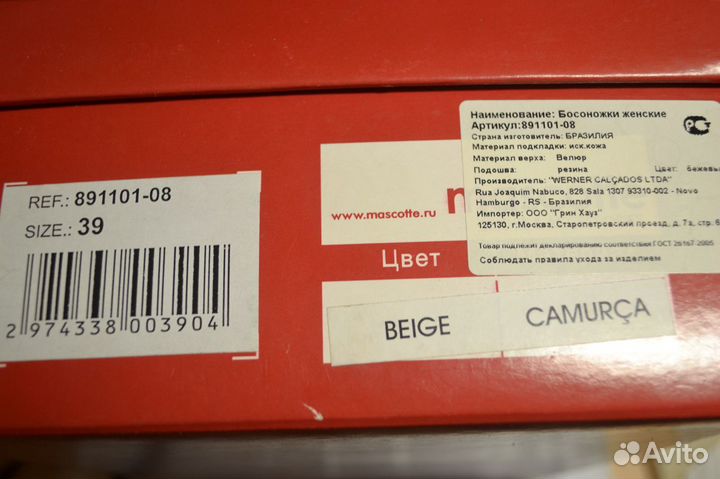 REF.: 891101-08
SIZE.: 39
2 974338 003904
www.mascotte.ru
Цвет
BEIGE
CAMURÇA
Наименование: Босоножки женские
Артикул:891101-08
Страна изготовитель: БРАЗИЛИЯ
Материал подкладки: иск.кожа
Материал верха: Велюр
Подошва: резина Цвет: бежевы
Производитель: "WERNER CALÇADOS LTDA"
Rua Joaquim Nabuco, 828 Sala 1307 93310-002 - Novo
Hamburgo - RS - Бразилия
Импортер: ООО "Грин Хауз"
125130, г.Москва, Старопетровский проезд, д. 7а, стр. 6
Товар подлежит декларированию соответствия ГОСТ 26167-2005
Соблюдать правила ухода за изделием
Avito